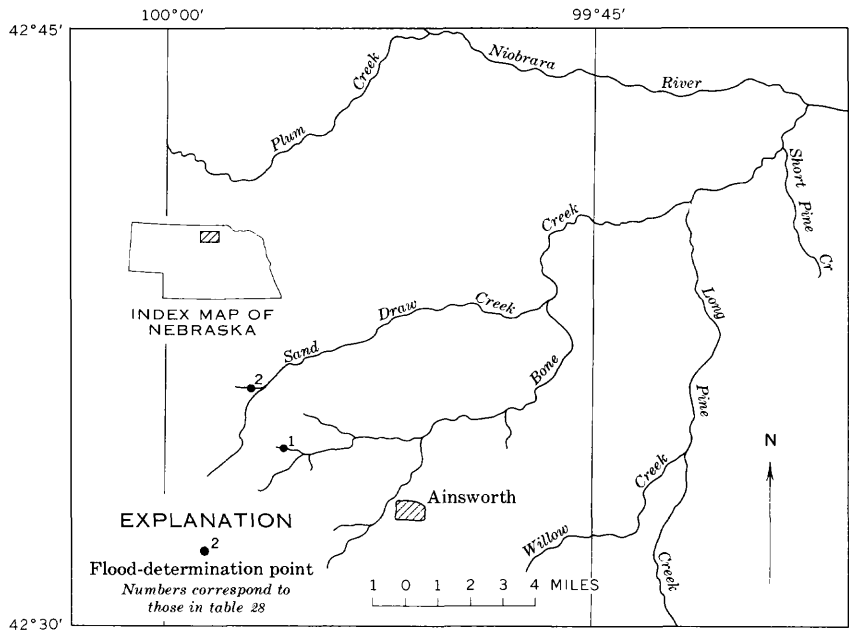 100°00'
99°45'
42°45'
Niobrara
River
Plum
Creek
Short Pine
Cr
Creek
INDEX MAP OF
NEBRASKA
Long
Pine
Creek
Sand
Draw
Creek
Bone
2
1
N
Creek
Willow
Ainsworth
EXPLANATION
2
Flood-determination point
Numbers correspond to
those in table 28
1 0 1 2 3 4 MILES
42°30'